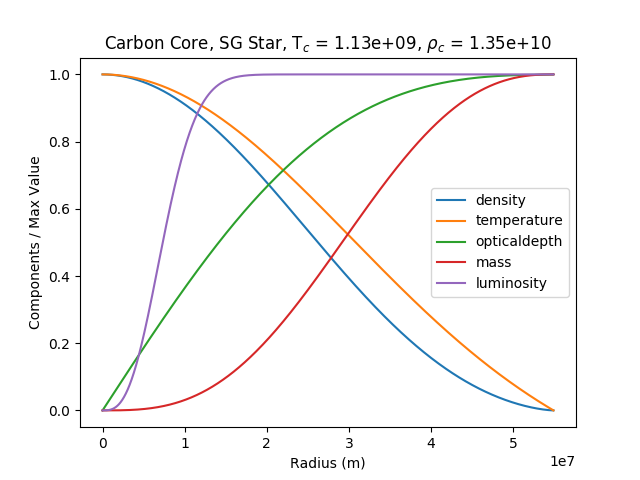 Carbon Core, SG Star, T_c = 1.13e+09, ρ_c = 1.35e+10
Components / Max Value
1.0
0.8
0.6
0.4
0.2
0.0
density
temperature
opticaldepth
mass
luminosity
0 1 2 3 4 5
1e7
Radius (m)